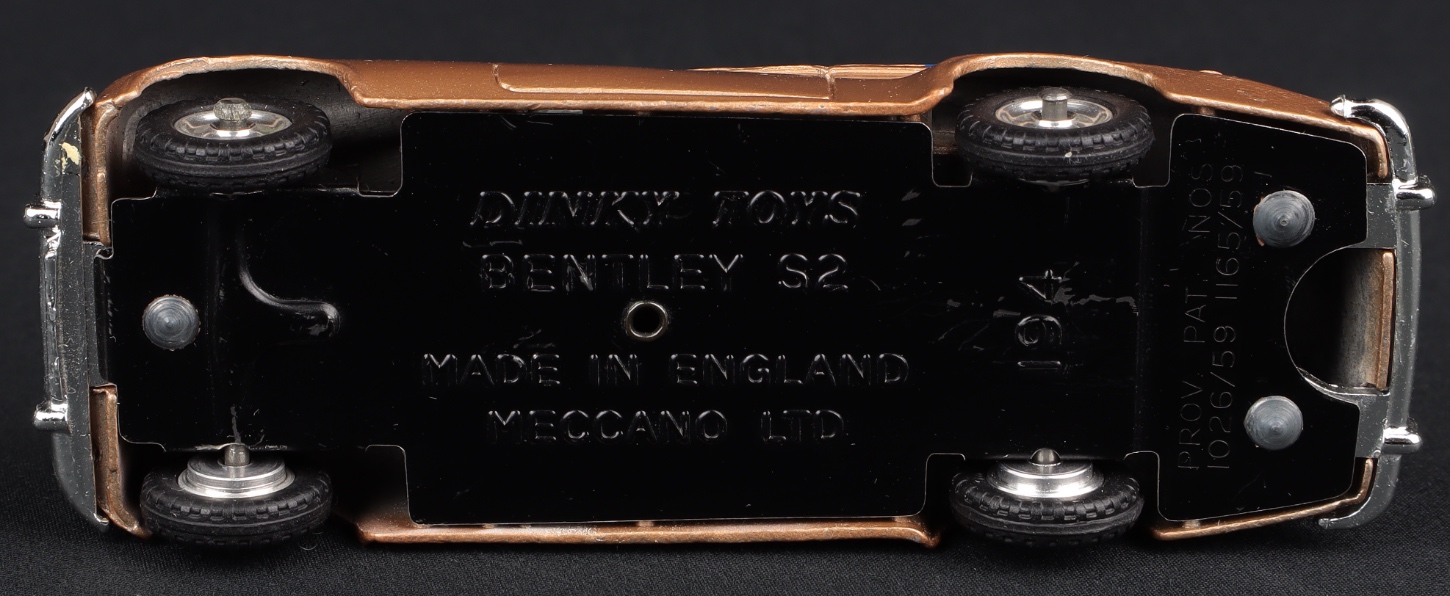 DINKY TOYS
BENTLEY S2
MADE IN ENGLAND
MECCANO LTD
194
PROV. PAT. NOS
1026/59 1165/59